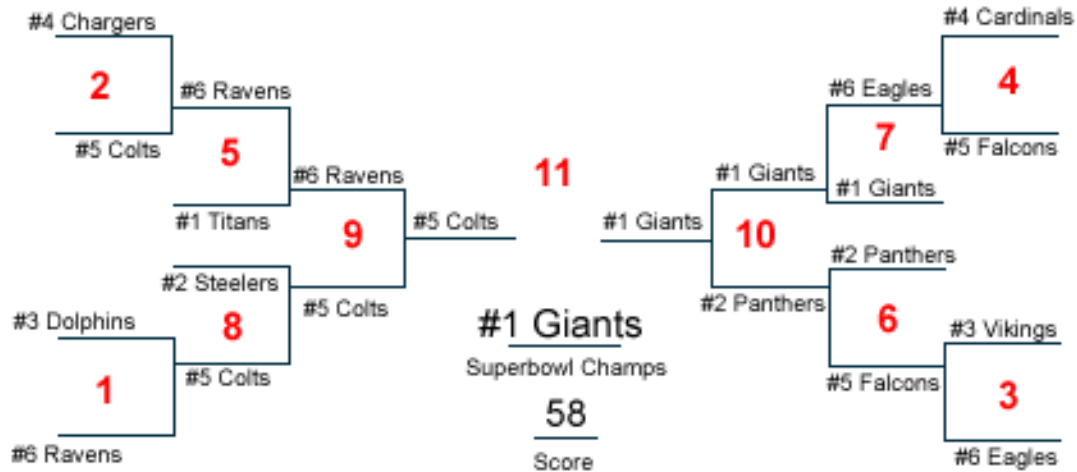 #4 Chargers
2
#5 Colts
#6 Ravens
5
#1 Titans
#6 Ravens
9
#2 Steelers
#5 Colts
#3 Dolphins
8
#5 Colts
1
#6 Ravens
#5 Colts
11
#1 Giants
#1 Giants
Superbowl Champs
58
Score
#4 Cardinals
4
#5 Falcons
#6 Eagles
7
#1 Giants
#1 Giants
10
#2 Panthers
#2 Panthers
6
#5 Falcons
#3 Vikings
3
#6 Eagles